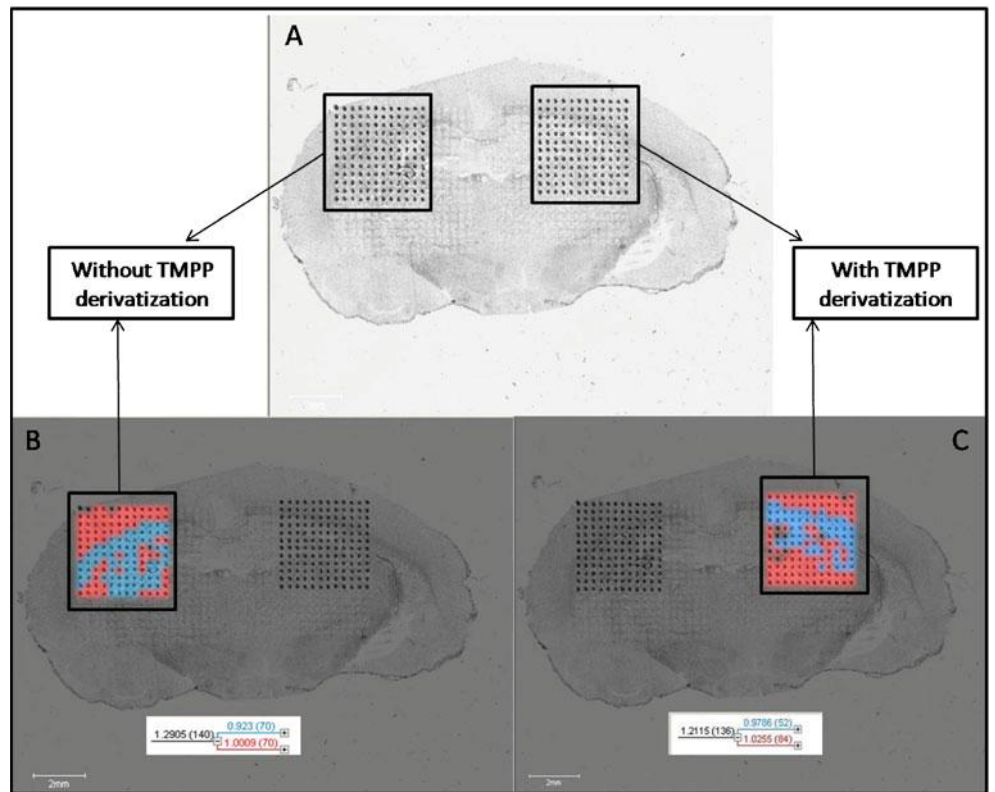 A
Without TMPP
derivatization
With TMPP
derivatization
B
C
1.2905 (140)
0.923 (70)
1.0009 (70)
2mm
1.2115 (136)
0.9786 (52)
1.0255 (84)
2mm